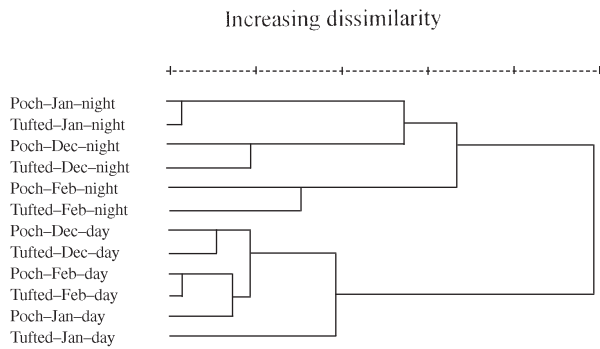 Increasing dissimilarity
Poch–Jan–night
Tufted–Jan–night
Poch–Dec–night
Tufted–Dec–night
Poch–Feb–night
Tufted–Feb–night
Poch–Dec–day
Tufted–Dec–day
Poch–Feb–day
Tufted–Feb–day
Poch–Jan–day
Tufted–Jan–day